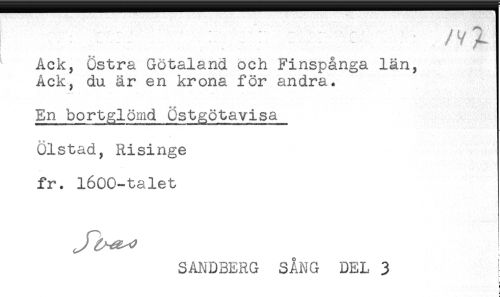 147
Ack, Östra Götaland och Finspånga län,
Ack, du är en krona för andra.
En bortglömd Östgötavisa
Ölstad, Risinge
fr. 1600-talet
Svas
SANDBERG SÅNG DEL 3